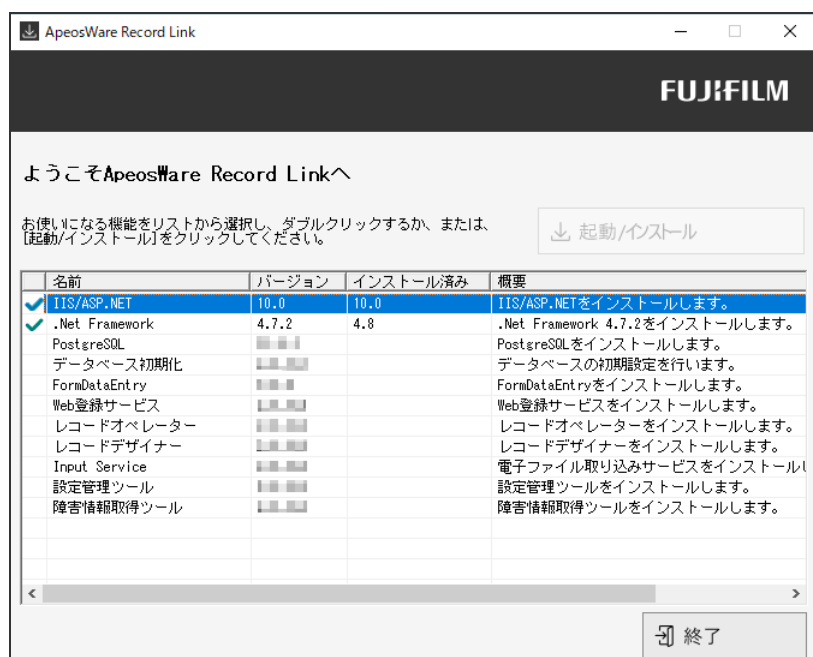 ApeosWare Record Link
FUJIFILM
ようこそApeosWare Record Linkへ
お使いになる機能をリストから選択し、ダブルクリックするか、または、
[起動/インストール]をクリックしてください。
起動/インストール
名前 バージョン インストール済み 概要
IIS/ASP.NET 10.0 10.0 IIS/ASP.NETをインストールします。
.Net Framework 4.7.2 4.8 .Net Framework 4.7.2をインストールします。
PostgreSQL PostgreSQLをインストールします。
データベース初期化 データベースの初期設定を行います。
FormDataEntry FormDataEntryをインストールします。
Web登録サービス Web登録サービスをインストールします。
レコードオペレーター レコードオペレーターをインストールします。
レコードデザイナー レコードデザイナーをインストールします。
Input Service 電子ファイル取り込みサービスをインストールし
設定管理ツール 設定管理ツールをインストールします。
障害情報取得ツール 障害情報取得ツールをインストールします。
終了